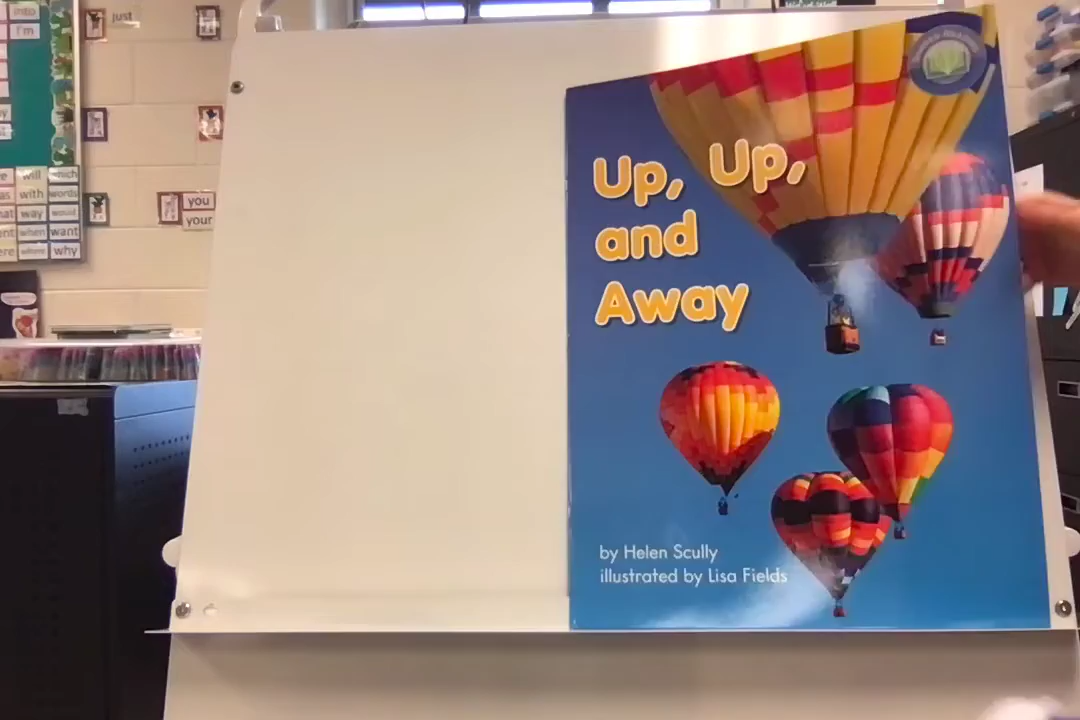 into
I'm
just
will
which
with
words
way
would
when
want
where
why
you
your
Up, Up,
and
Away
by Helen Scully
illustrated by Lisa Fields